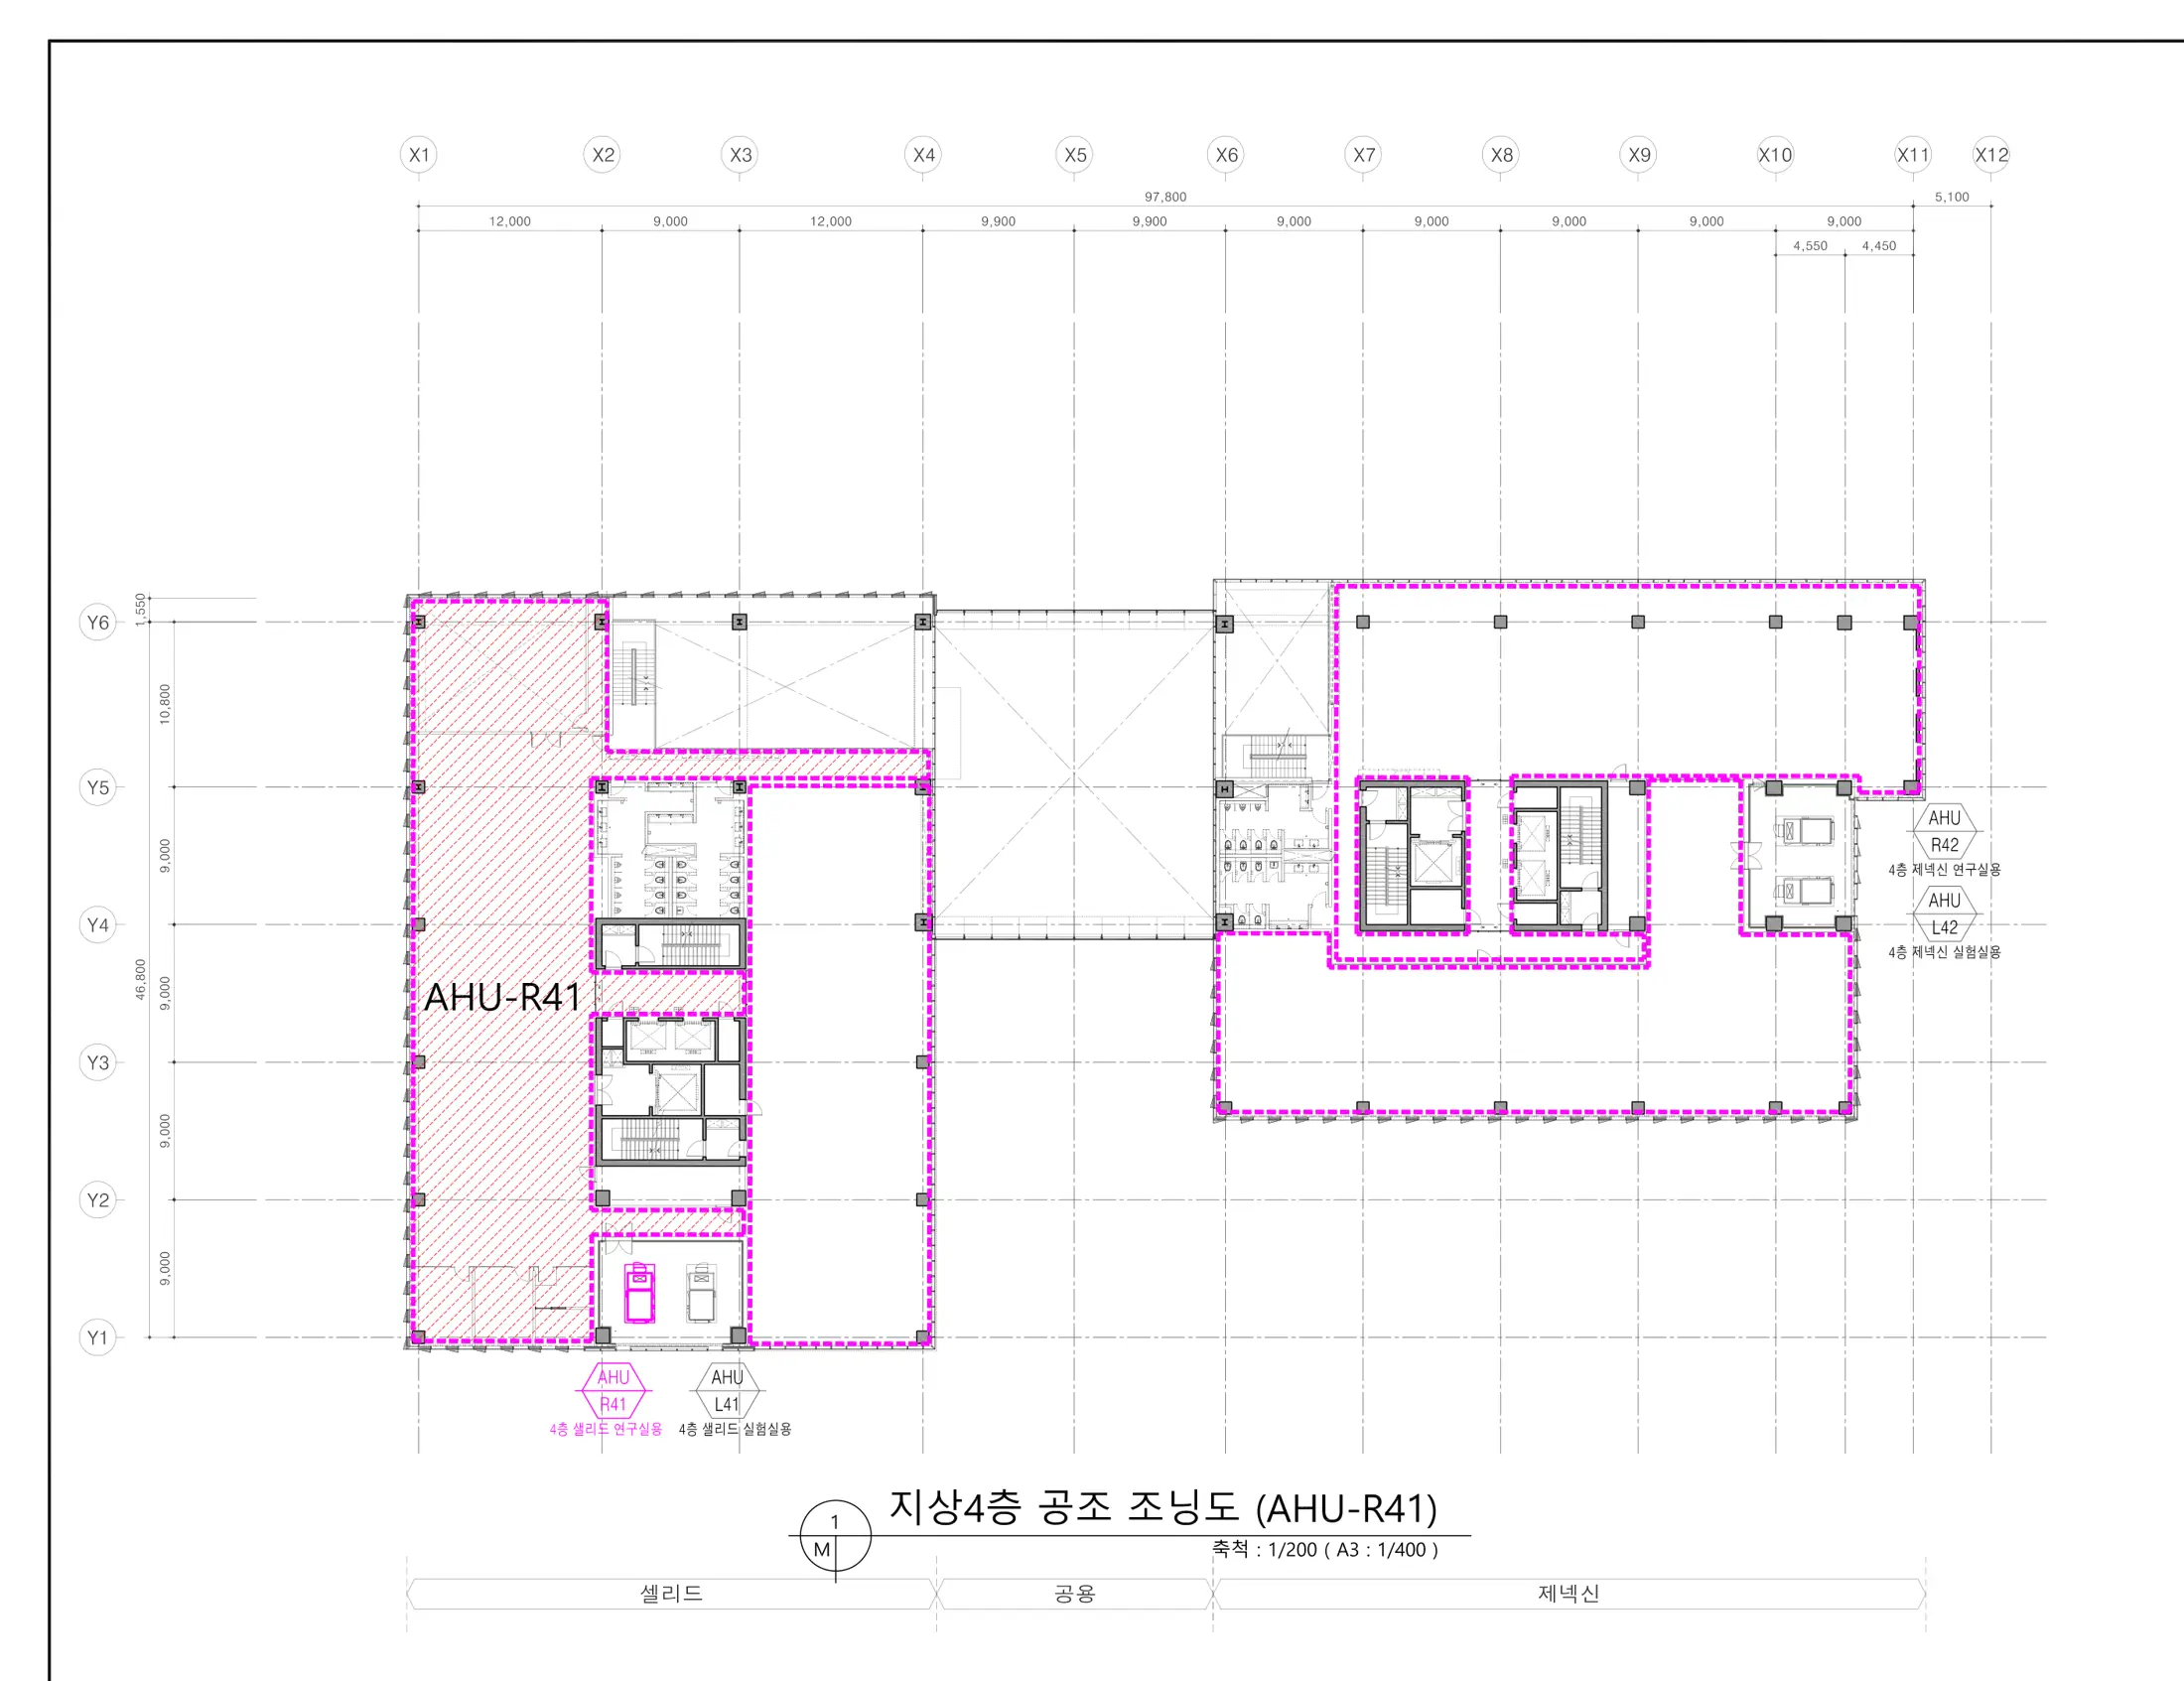 X1 X2 X3 X4 X5 X6 X7 X8 X9 X10 X11 X12
97,800 5,100
12,000 9,000 12,000 9,900 9,900 9,000 9,000 9,000 9,000 9,000
4,550 4,450
1,550
Y6
10,800
Y5
9,000
AHU
R42
4층 제넥신 연구실용
AHU
L42
4층 제넥신 실험실용
Y4
46,800
9,000
AHU-R41
Y3
9,000
Y2
9,000
Y1
AHU
R41
4층 샐리드 연구실용
AHU
L41
4층 샐리드 실험실용
1
M
지상4층 공조 조닝도 (AHU-R41)
축척 : 1/200 ( A3 : 1/400 )
셀리드 공용 제넥신